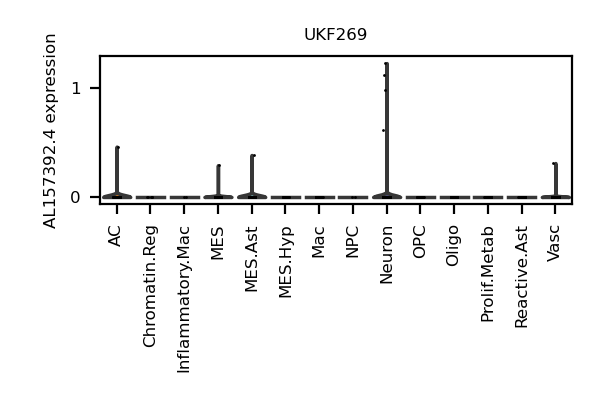 UKF269
AL157392.4 expression
1
0
AC
Chromatin.Reg
Inflammatory.Mac
MES
MES.Ast
MES.Hyp
Mac
NPC
Neuron
OPC
Oligo
Prolif.Metab
Reactive.Ast
Vasc